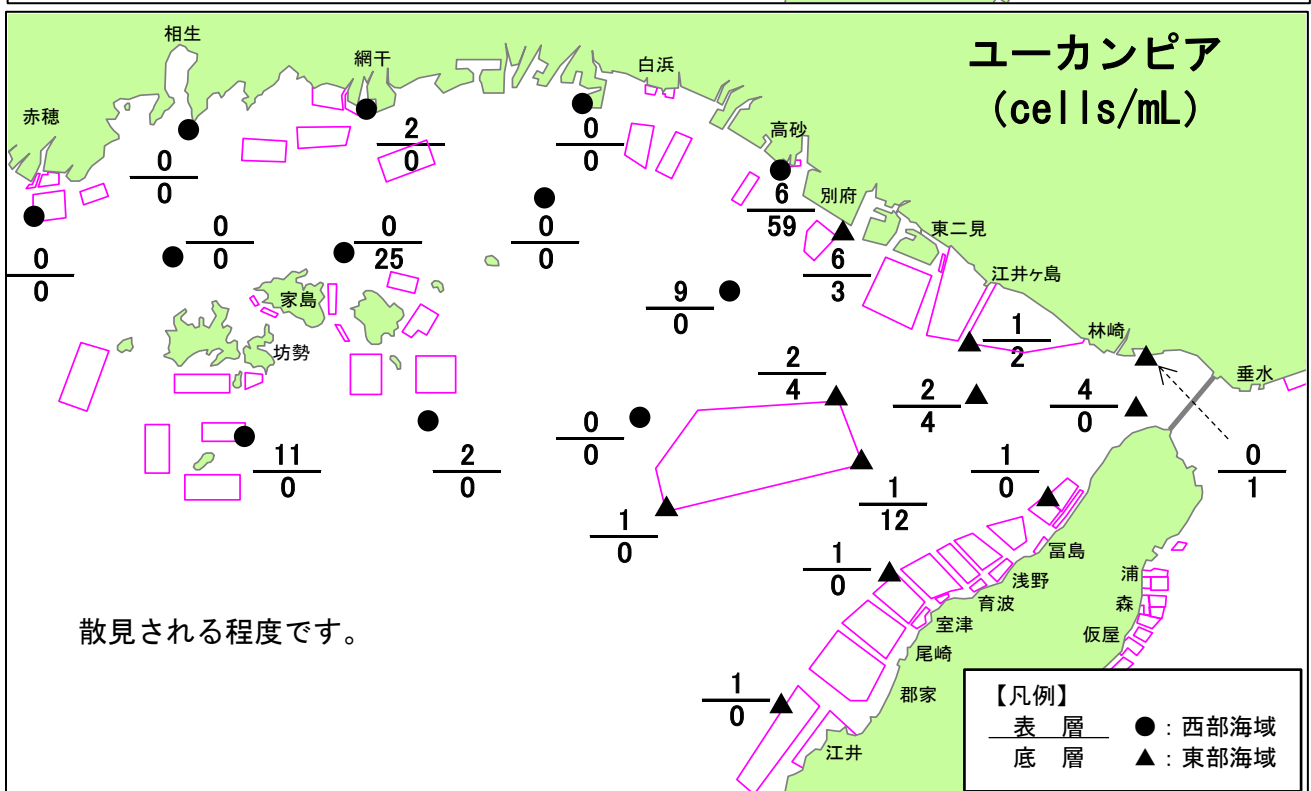 ユーカンピア
(cells/mL)
相生
網干
白浜
赤穂
高砂
別府
東二見
江井ヶ島
林崎
垂水
家島
坊勢
0
0
2
0
0
0
6
59
0
0
0
0
0
25
0
0
6
3
9
0
1
2
2
4
2
4
4
0
0
0
11
0
2
0
1
0
0
1
1
12
1
0
1
0
1
0
冨島
浅野
育波
室津
尾崎
郡家
江井
浦
森
仮屋
散見される程度です。
【凡例】
表 層 ●：西部海域
底 層 ▲：東部海域